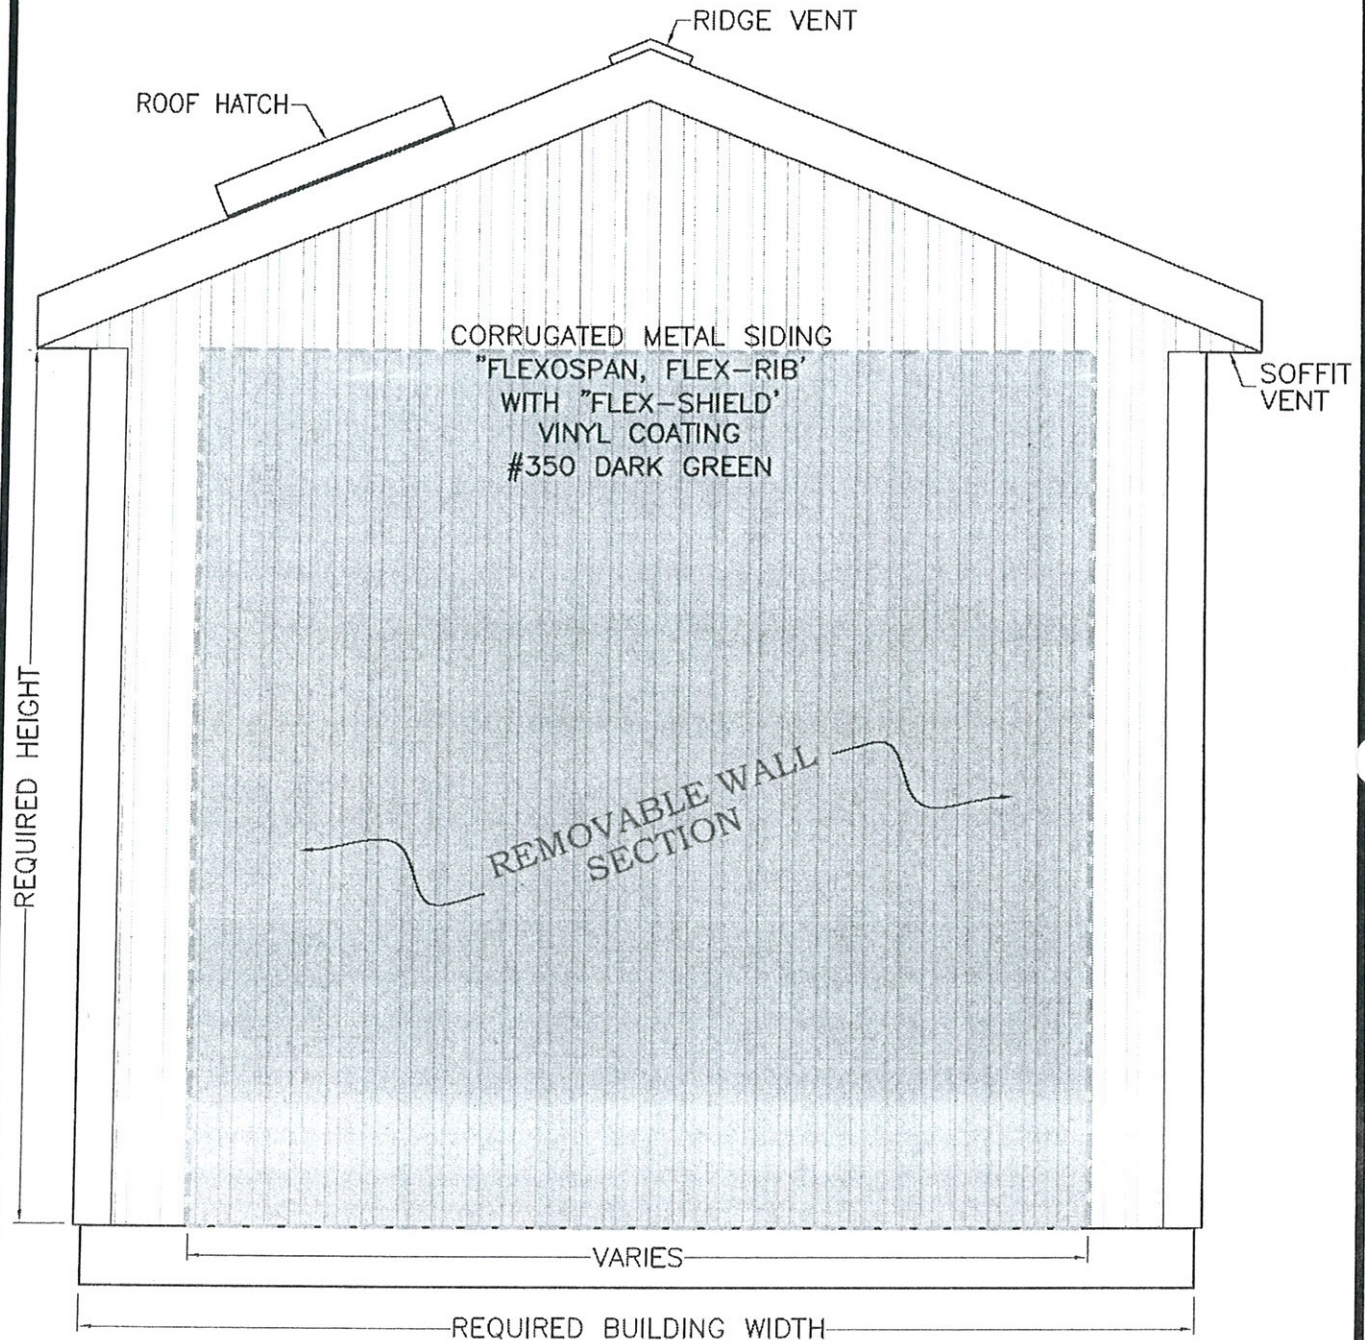 RIDGE VENT
ROOF HATCH
CORRUGATED METAL SIDING
"FLEXOSPAN, FLEX-RIB'
WITH "FLEX-SHIELD'
VINYL COATING
#350 DARK GREEN
SOFFIT
VENT
REQUIRED HEIGHT
REMOVABLE WALL
SECTION
VARIES
REQUIRED BUILDING WIDTH